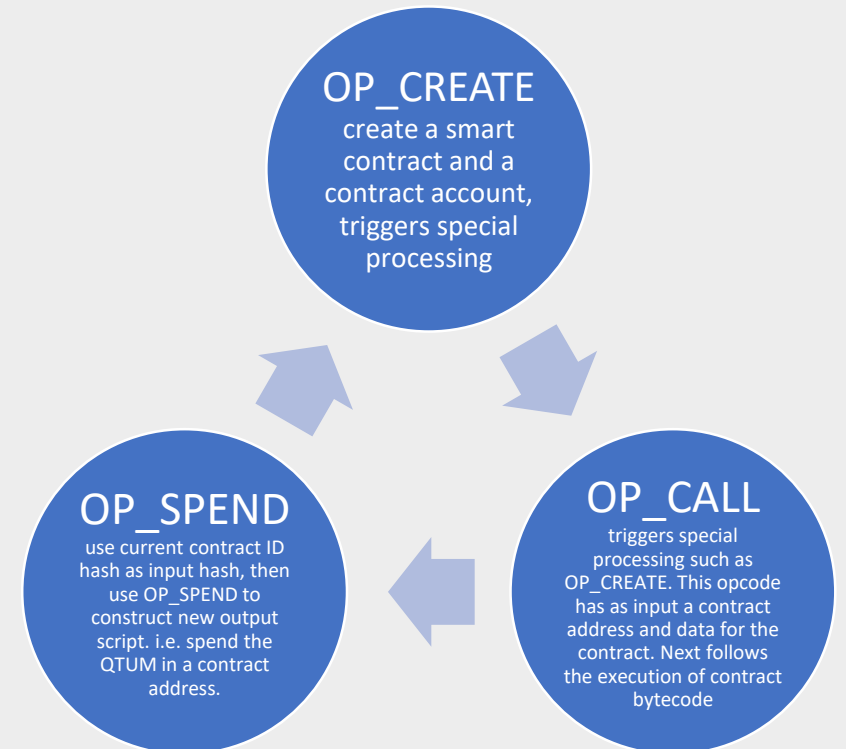 OP_CREATE
create a smart
contract and a
contract account,
triggers special
processing
OP_CALL
triggers special
processing such as
OP_CREATE. This opcode
has as input a contract
address and data for the
contract. Next follows
the execution of contract
bytecode
OP_SPEND
use current contract ID
hash as input hash, then
use OP_SPEND to
construct new output
script. i.e. spend the
QTUM in a contract
address.